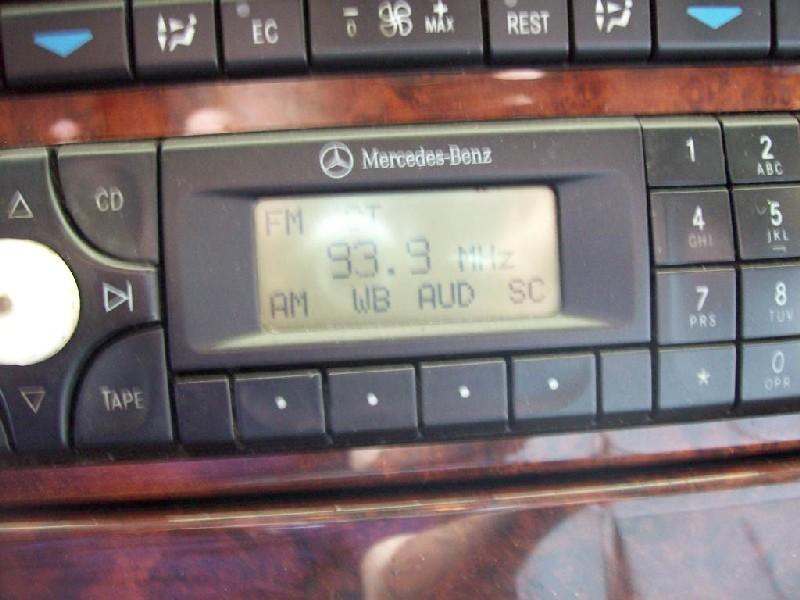 EC
0
MAX
REST
Mercedes-Benz
CD
TAPE
FM ST
93.9 MHz
AM WB AUD SC
1
2 ABC
4 GHI
5 JKL
7 PRS
8 TUV
*
0 OPR